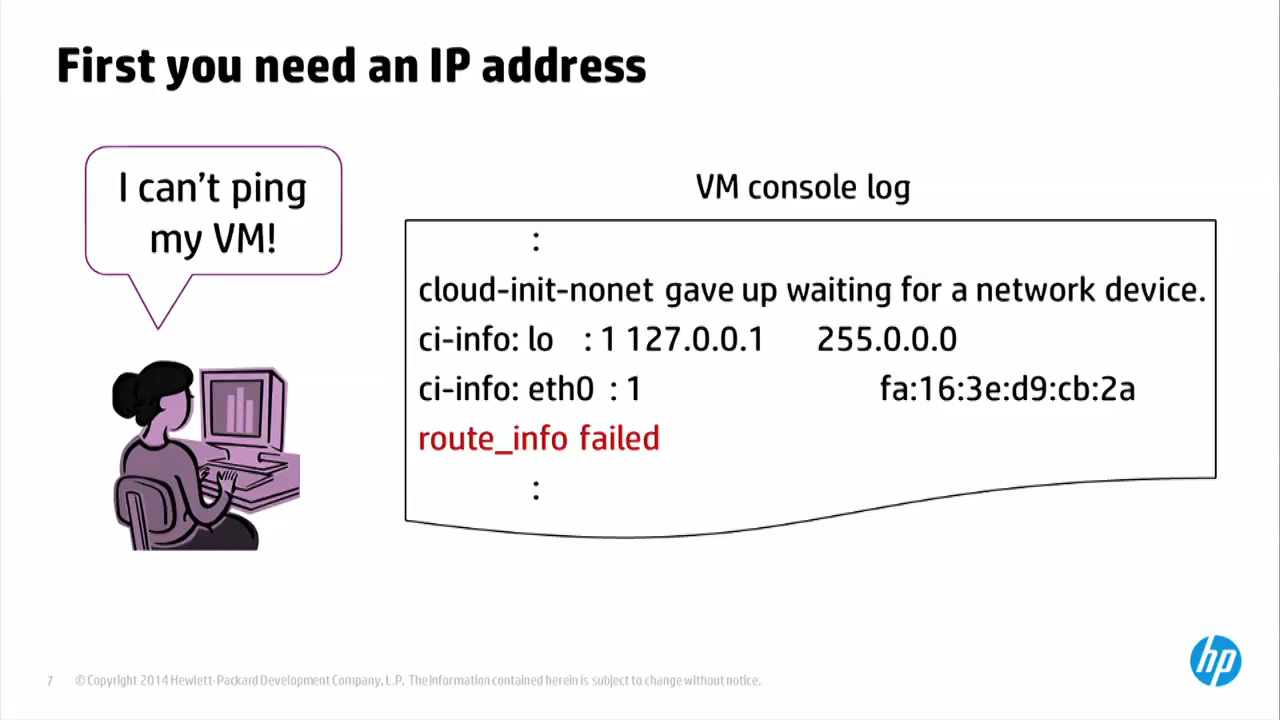 First you need an IP address
I can't ping
my VM!
VM console log
:
cloud-init-nonet gave up waiting for a network device.
ci-info: lo : 1 127.0.0.1 255.0.0.0
ci-info: eth0 : 1 fa:16:3e:d9:cb:2a
route_info failed
:
hp
7 © Copyright 2014 Hewlett-Packard Development Company, L.P. The information contained herein is subject to change without notice.